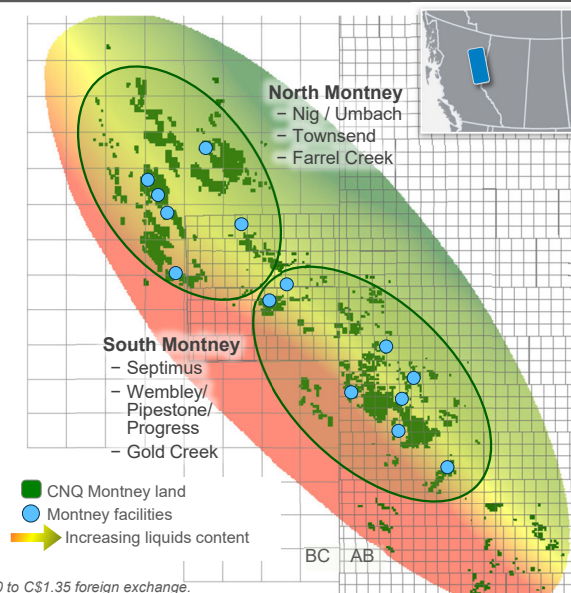 North Montney
– Nig / Umbach
– Townsend
– Farrel Creek
South Montney
– Septimus
– Wembley/
Pipestone/
Progress
– Gold Creek
CNQ Montney land
Montney facilities
Increasing liquids content
BC AB
to C$1.35 foreign exchange.